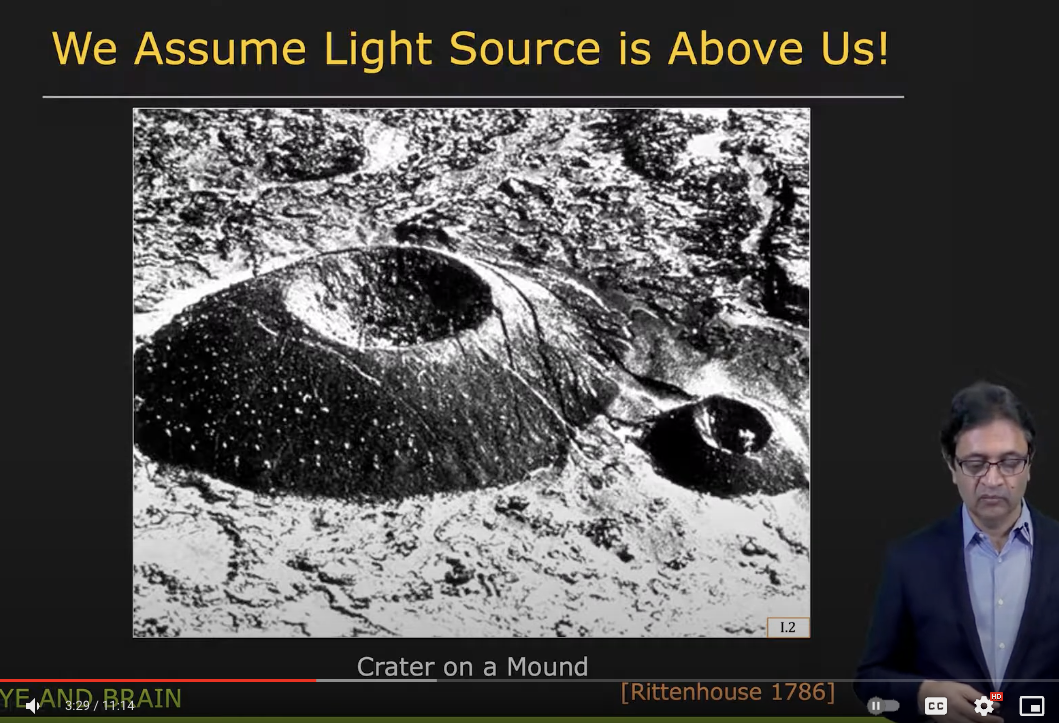 We Assume Light Source is Above Us!
I.2
Crater on a Mound
[Rittenhouse 1786]
YE AND BRAIN
3:29 / 11:14
CC
HD